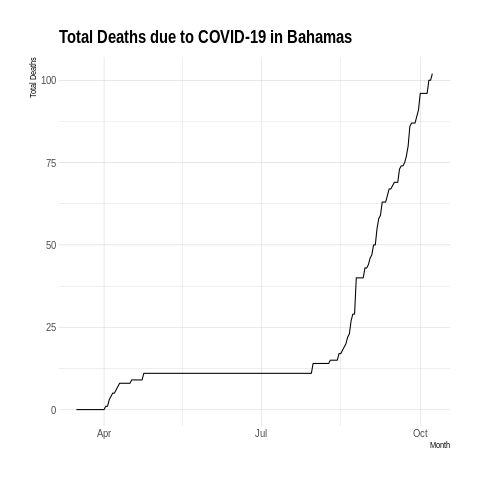 Total Deaths due to COVID-19 in Bahamas
Total Deaths
100
75
50
25
0
Apr Jul Oct
Month